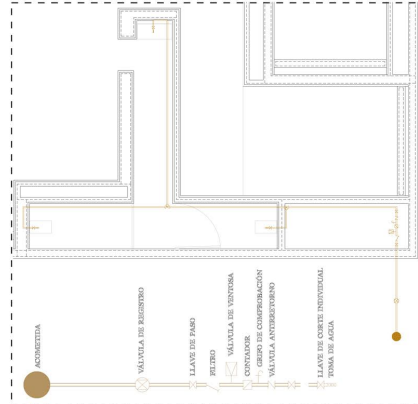 ACOMETIDA
VÁLVULA DE REGISTRO
LLAVE DE PASO
FILTRO
VÁLVULA DE VENTOSA
CONTADOR
GRIFO DE COMPROBACIÓN
VÁLVULA ANTIRRETORNO
LLAVE DE CORTE INDIVIDUAL
TOMA DE AGUA